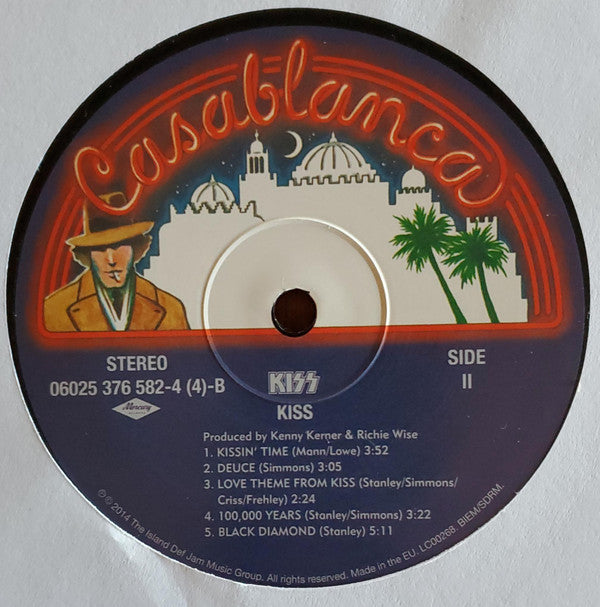 Casablanca
STEREO
06025 376 582-4 (4)-B
Mercury
SIDE
II
KISS
KISS
Produced by Kenny Kerner & Richie Wise
1. KISSIN' TIME (Mann/Lowe) 3:52
2. DEUCE (Simmons) 3:05
3. LOVE THEME FROM KISS (Stanley/Simmons/
Criss/Frehley) 2:24
4. 100,000 YEARS (Stanley/Simmons) 3:22
5. BLACK DIAMOND (Stanley) 5:11
℗ © 2014 The Island Def Jam Music Group. All rights reserved. Made in the EU. LC00268. BIEM/SDRM.